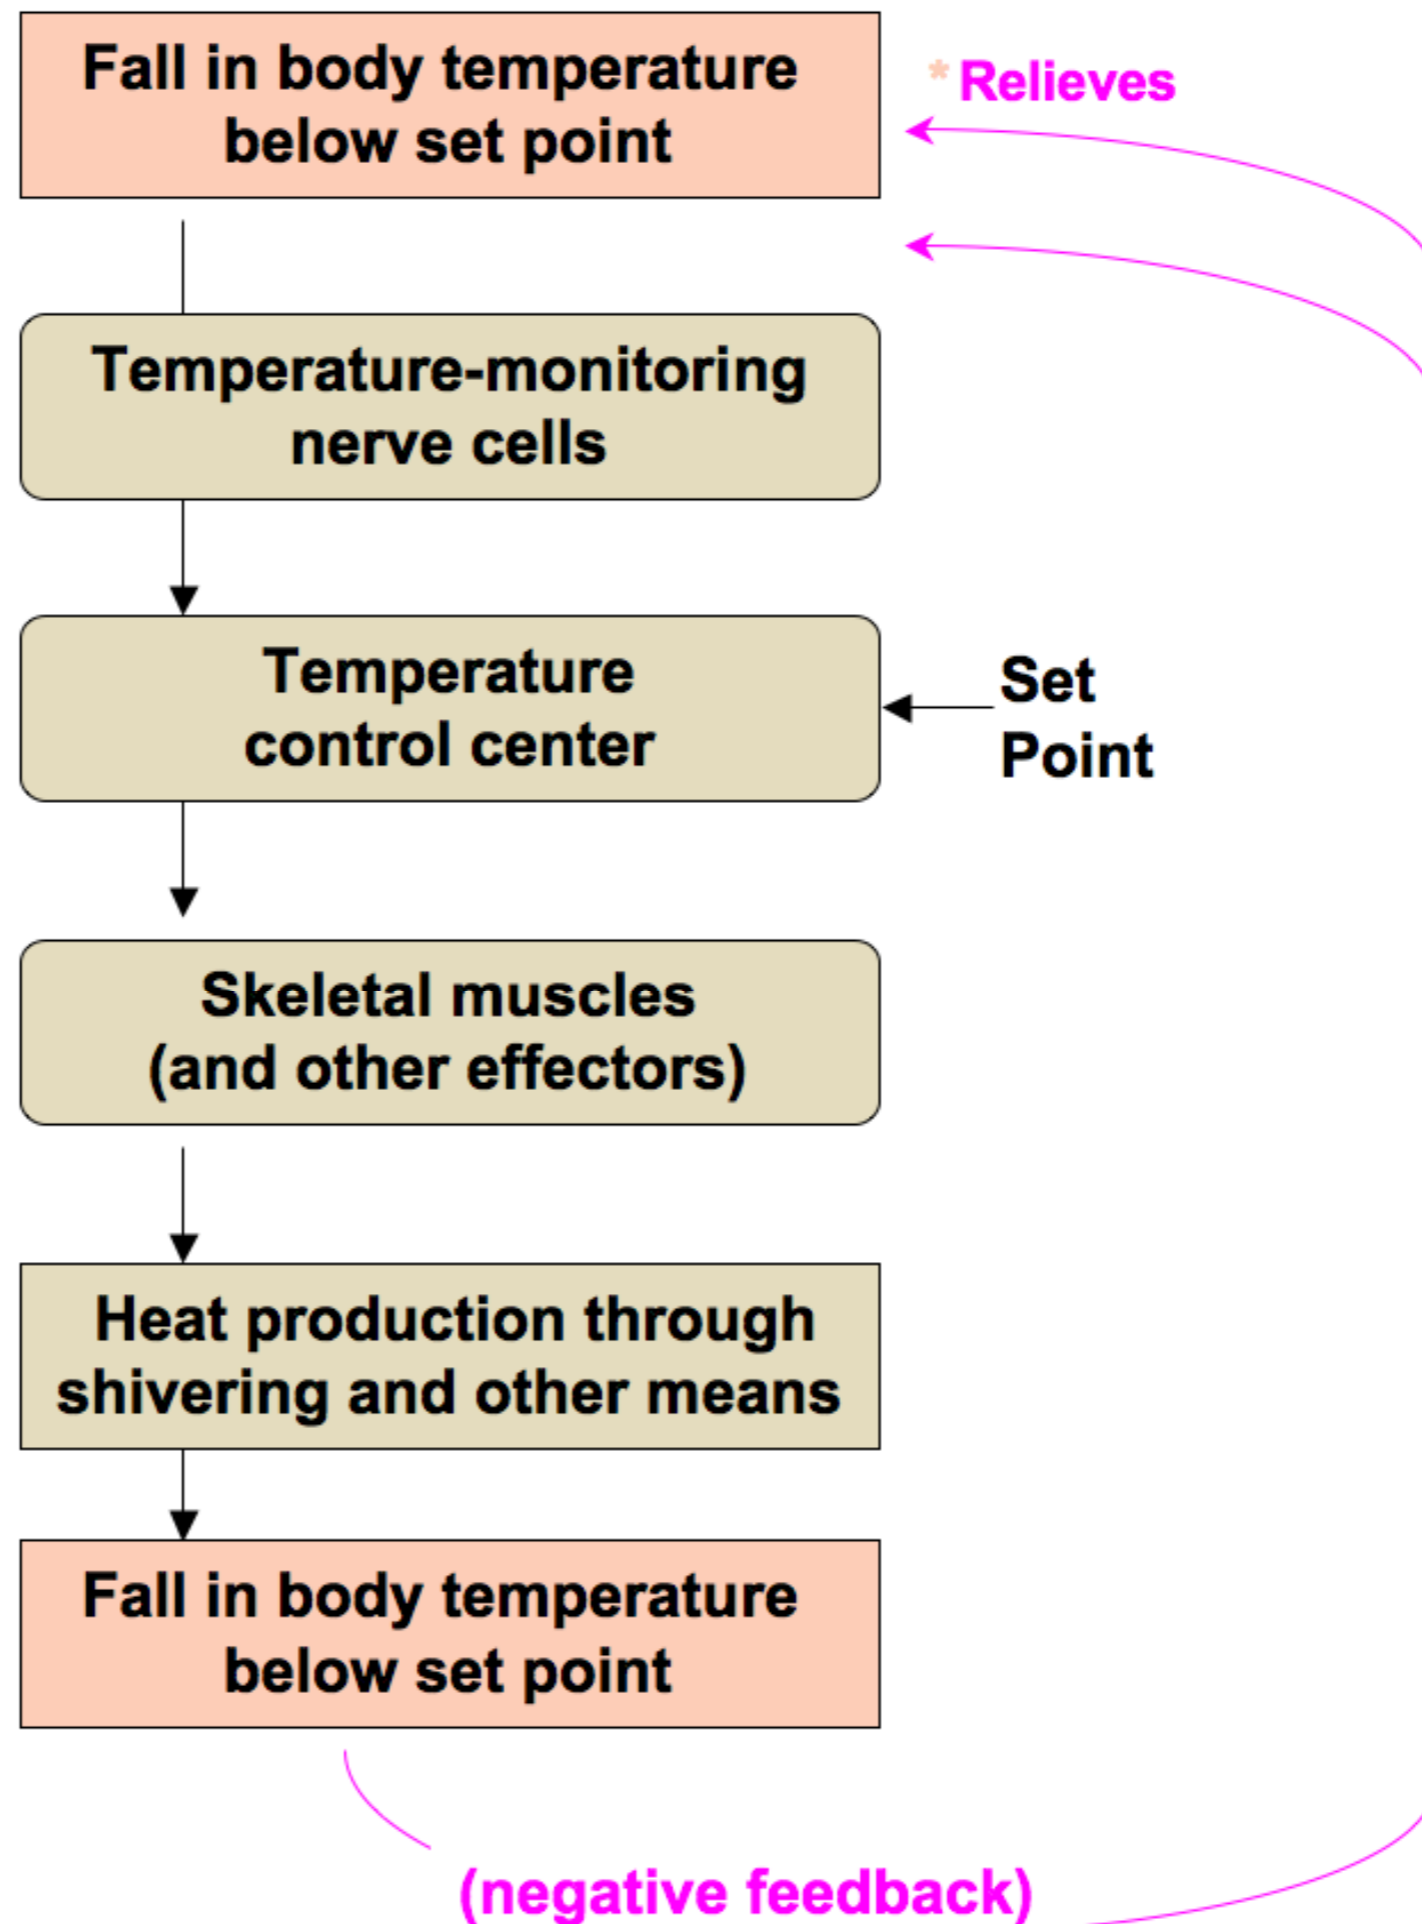 Fall in body temperature
below set point
* Relieves
Temperature-monitoring
nerve cells
Temperature
control center
Set
Point
Skeletal muscles
(and other effectors)
Heat production through
shivering and other means
Fall in body temperature
below set point
(negative feedback)